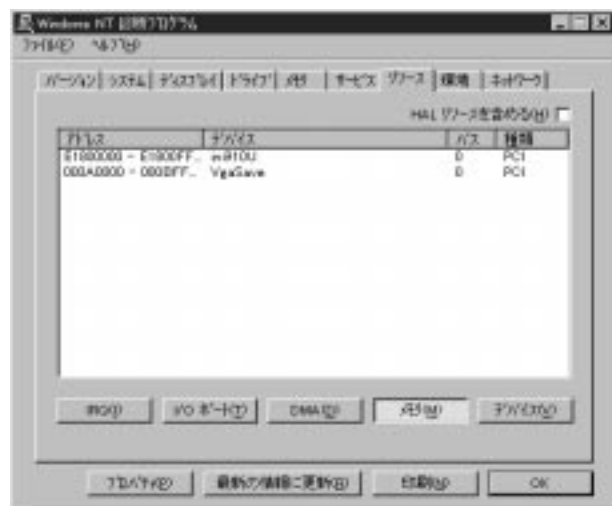 Windows NT 診断プログラム
ファイル(F) ヘルプ(H)
バージョン システム ディスプレイ ドライブ メモリ サービス リソース 環境 ネットワーク
HAL リソースを含める(H)
アドレス デバイス バス 種類
E1800000 - E1800FF... 0 PCI
000A0000 - 000BFF... VgaSave 0 PCI
IRQ(I) I/O ポート(T) DMA(D) メモリ(M) デバイス(V)
プロパティ(P) 最新の情報に更新(R) 印刷(N) OK